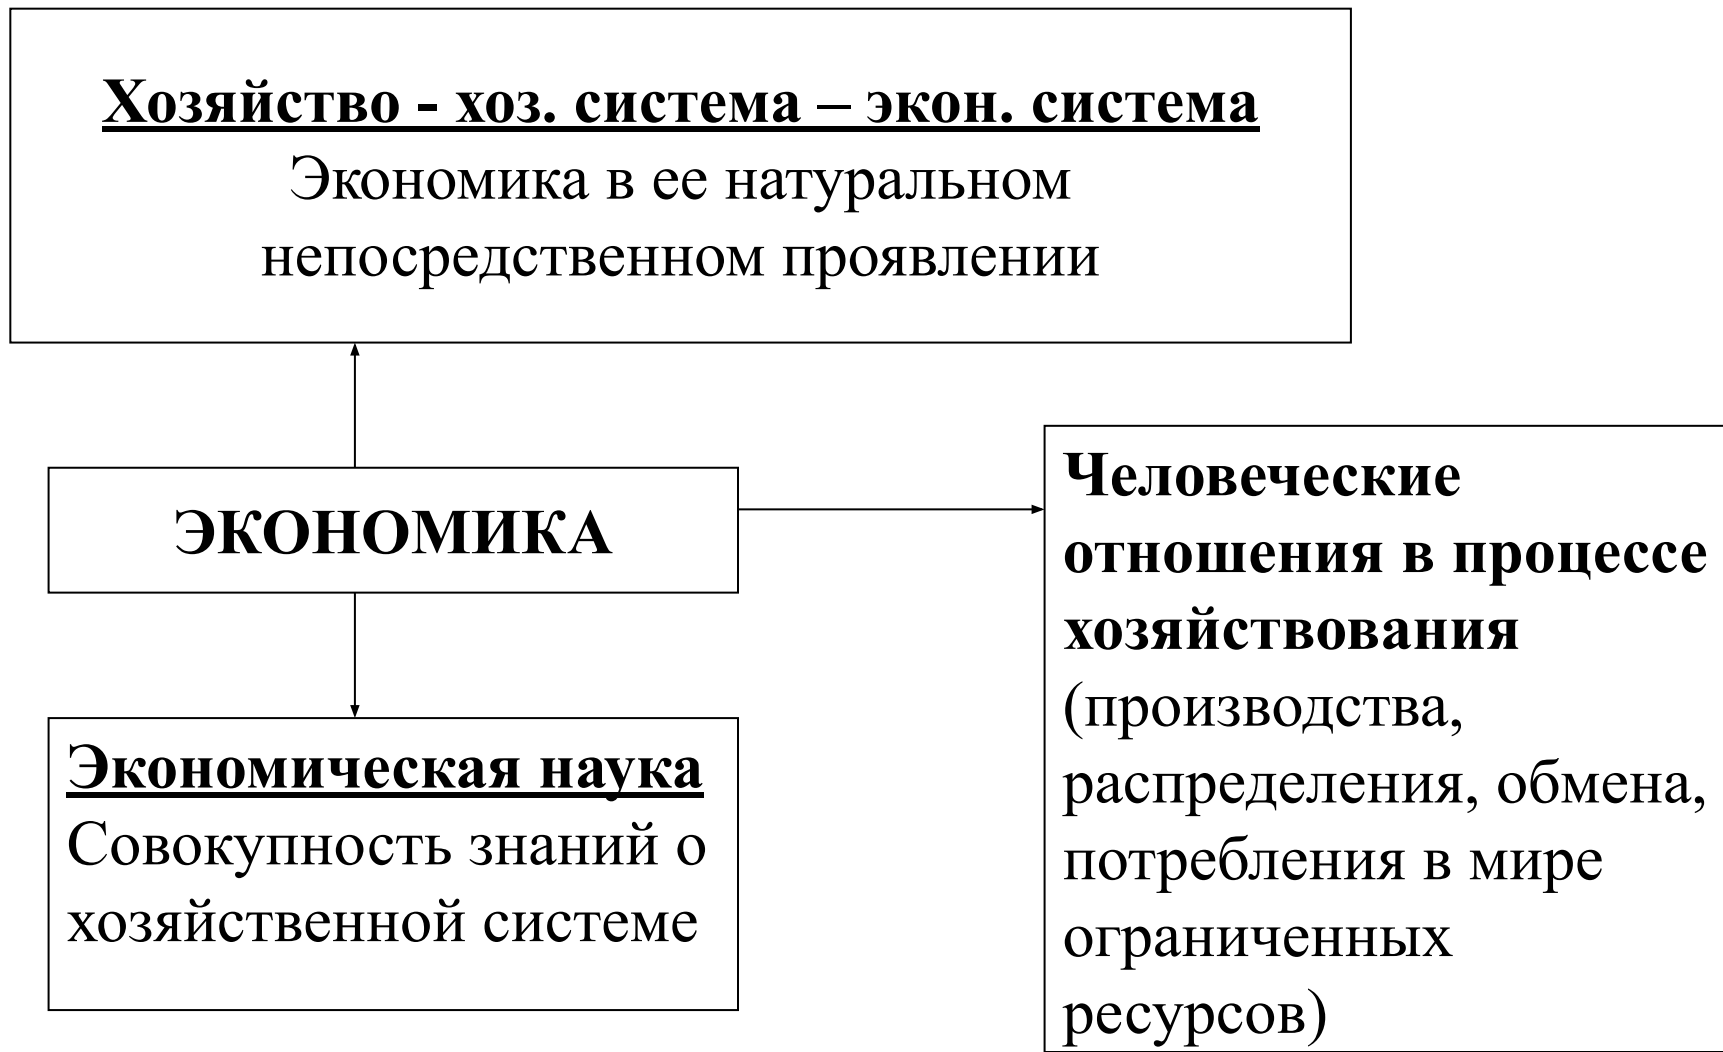 Хозяйство - хоз. система – экон. система
Экономика в ее натуральном
непосредственном проявлении
ЭКОНОМИКА
Человеческие
отношения в процессе
хозяйствования
(производства,
распределения, обмена,
потребления в мире
ограниченных
ресурсов)
Экономическая наука
Совокупность знаний о
хозяйственной системе